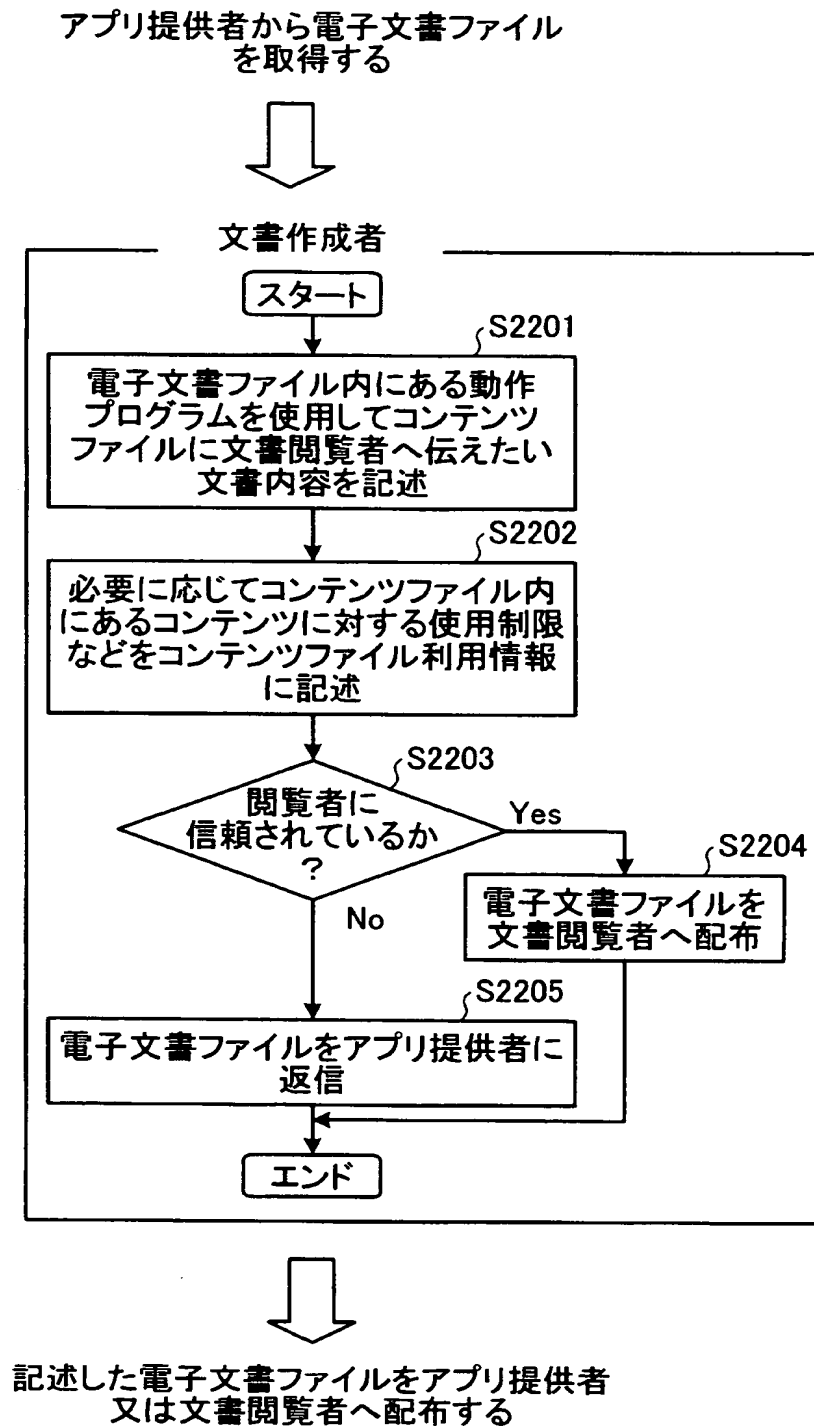 アプリ提供者から電子文書ファイル
を取得する
文書作成者
スタート
S2201
電子文書ファイル内にある動作
プログラムを使用してコンテンツ
ファイルに文書閲覧者へ伝えたい
文書内容を記述
S2202
必要に応じてコンテンツファイル内
にあるコンテンツに対する使用制限
などをコンテンツファイル利用情報
に記述
S2203
閲覧者に
信頼されているか
?
Yes
S2204
電子文書ファイルを
文書閲覧者へ配布
No
S2205
電子文書ファイルをアプリ提供者に
返信
エンド
記述した電子文書ファイルをアプリ提供者
又は文書閲覧者へ配布する